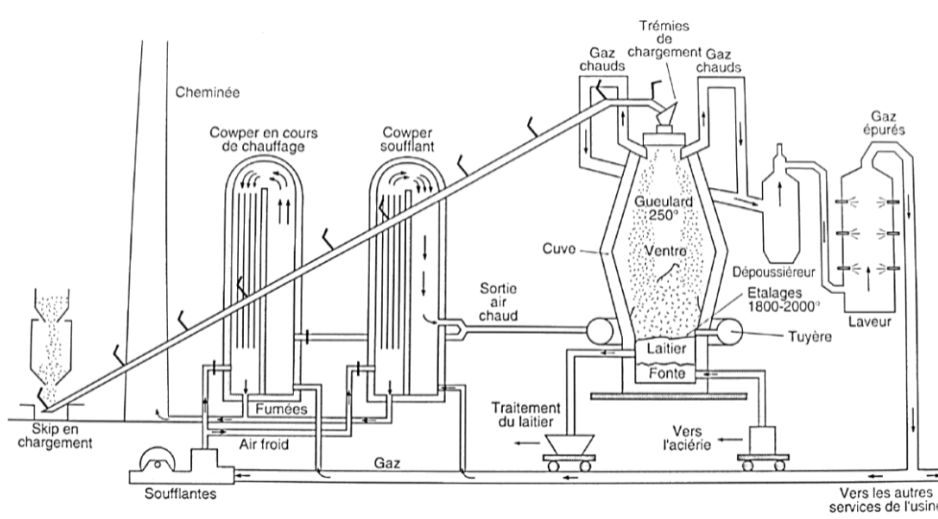 Trémies
de
chargement
Gaz
chauds
Gaz
chauds
Cheminée
Cowper en cours
de chauffage
Cowper
soufflant
Gaz
épurés
Gueulard
250°
Cuve
Ventre
Dépoussiéreur
Sortie
air
chaud
Etalages
1800-2000°
Laveur
Tuyère
Laitier
Fonte
Skip en
chargement
Fumées
Air froid
Traitement
du laitier
Vers
l'aciérie
Gaz
Soufflantes
Vers les autres
services de l'usine